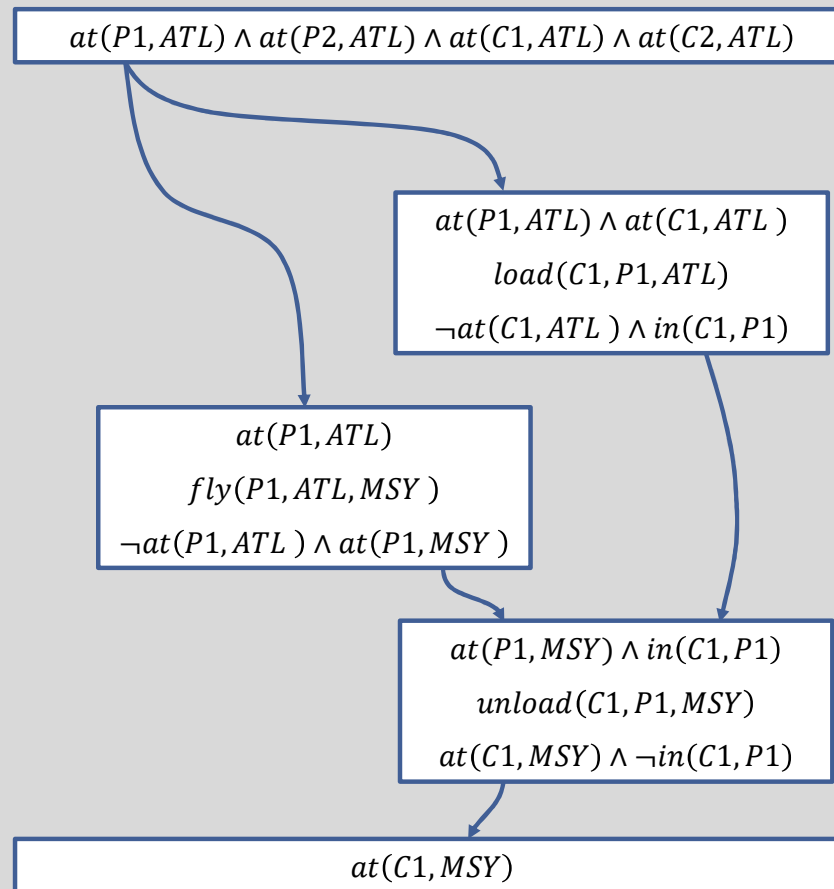 at(P1, ATL) ∧ at(P2, ATL) ∧ at(C1, ATL) ∧ at(C2, ATL)
at(P1, ATL) ∧ at(C1, ATL )
load(C1, P1, ATL)
¬at(C1, ATL ) ∧ in(C1, P1)
at(P1, ATL)
fly(P1, ATL, MSY )
¬at(P1, ATL ) ∧ at(P1, MSY )
at(P1, MSY) ∧ in(C1, P1)
unload(C1, P1, MSY)
at(C1, MSY) ∧ ¬in(C1, P1)
at(C1, MSY)